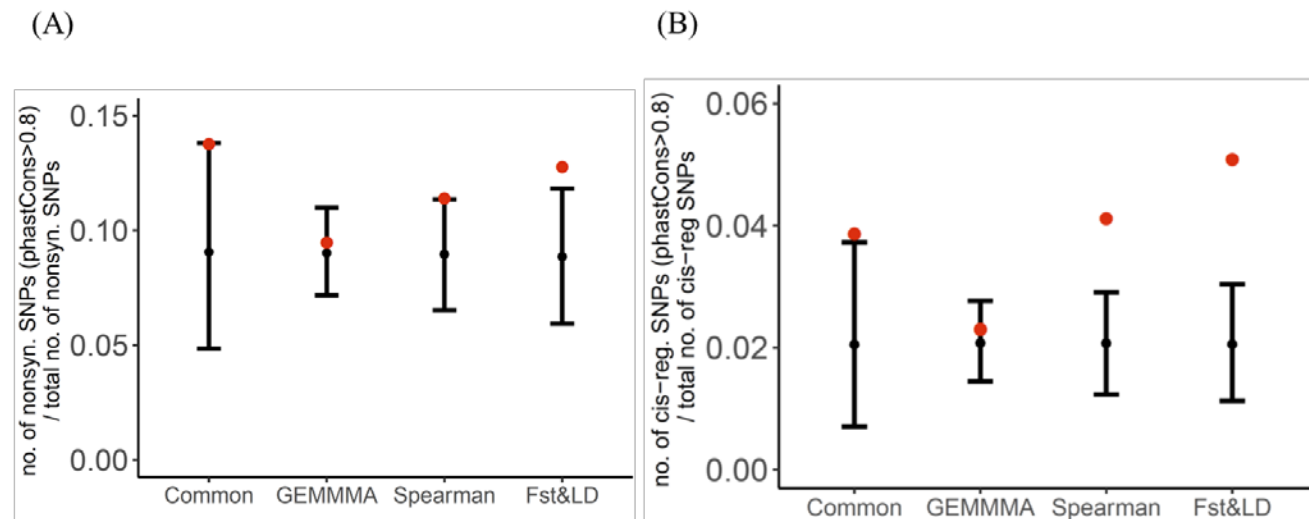 (A)
(B)
no. of nonsyn. SNPs (phastCons>0.8)
/ total no. of nonsyn. SNPs
0.15
0.10
0.05
0.00
Common GEMMMA Spearman Fst&LD
no. of cis−reg. SNPs (phastCons>0.8)
/ total no. of cis−reg SNPs
0.06
0.04
0.02
0.00
Common GEMMMA Spearman Fst&LD